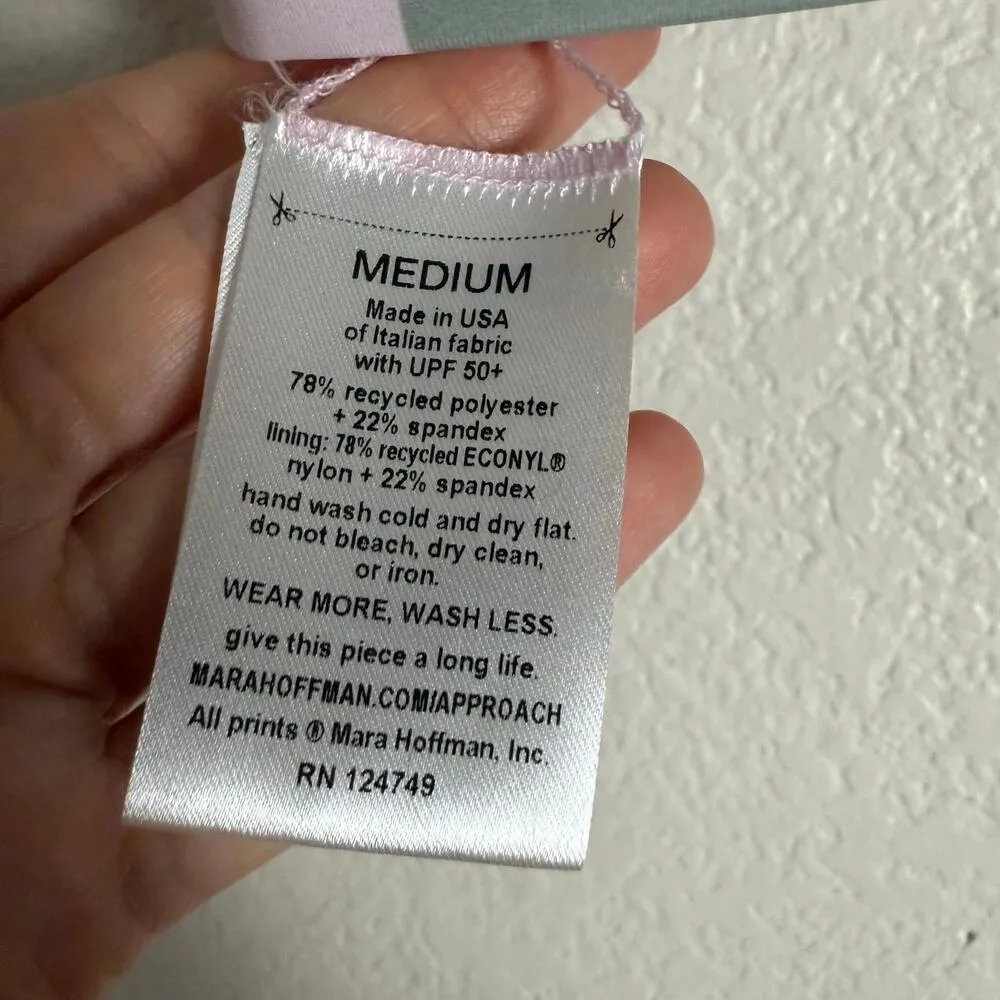 MEDIUM
Made in USA
of Italian fabric
with UPF 50+
78% recycled polyester
+ 22% spandex
lining: 78% recycled ECONYL®
nylon + 22% spandex
hand wash cold and dry flat.
do not bleach, dry clean,
or iron.
WEAR MORE, WASH LESS.
give this piece a long life.
MARAHOFFMAN.COM/APPROACH
All prints ® Mara Hoffman, Inc.
RN 124749